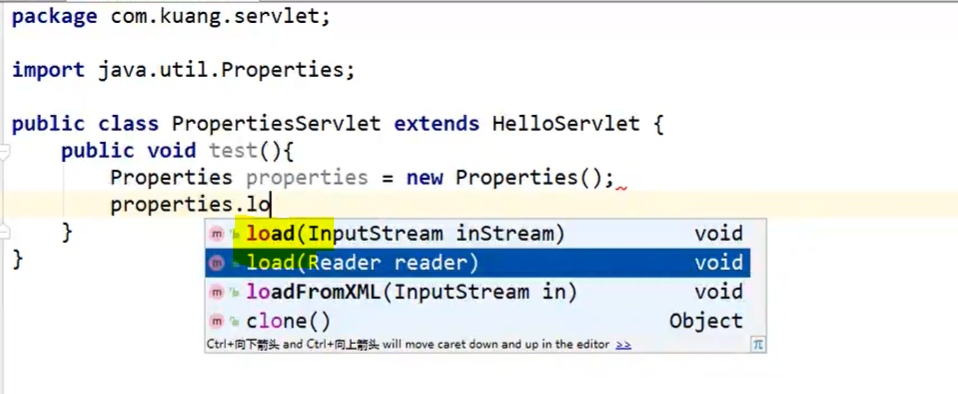 package com.kuang.servlet;
import java.util.Properties;
public class PropertiesServlet extends HelloServlet {
public void test(){
Properties properties = new Properties();
properties.lo
load(InputStream inStream) void
load(Reader reader) void
loadFromXML(InputStream in) void
clone() Object
Ctrl+向下箭头 and Ctrl+向上箭头 will move caret down and up in the editor >> π
}
}